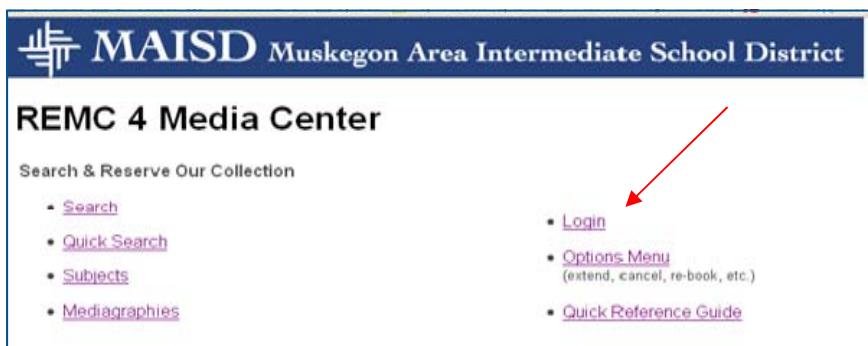 MAISD Muskegon Area Intermediate School District
REMC 4 Media Center
Search & Reserve Our Collection
Search
Quick Search
Subjects
Mediagraphies
Login
Options Menu
(extend, cancel, re-book, etc.)
Quick Reference Guide